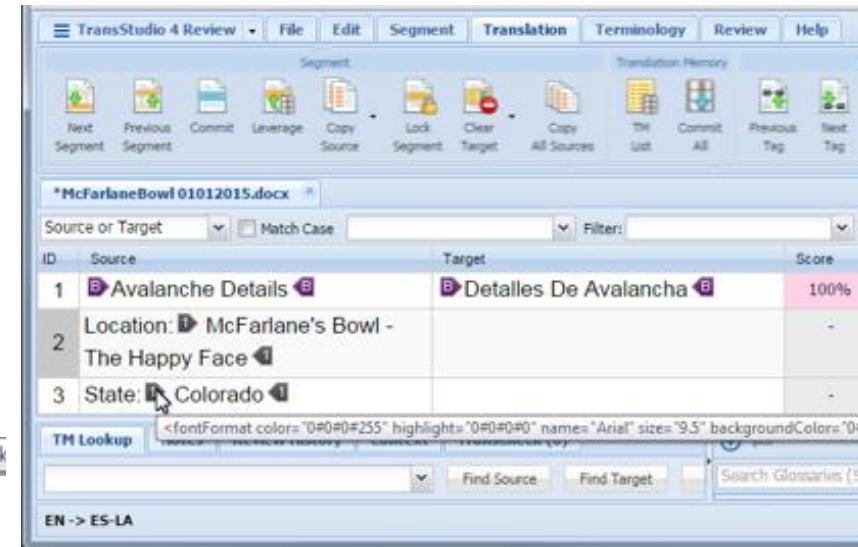 TransStudio 4 Review File Edit Segment Translation Terminology Review Help
Segment Translation Memory
Next Segment Previous Segment Commit Leverage Copy Source Lock Segment Clear Target Copy All Sources TM List Commit All Previous Tag Next Tag
*McFarlaneBowl 01012015.docx
Source or Target Match Case Filter:
ID Source Target Score
1 B Avalanche Details B B Detalles De Avalancha B 100%
2 Location: 1 McFarlane's Bowl -
The Happy Face 1 -
3 State: 1 Colorado 1 -
<fontFormat color="0#0#0#255" highlight="0#0#0#0" name="Arial" size="9.5" backgroundColor="0
TM Lookup
Find Source Find Target Search Glossaries (S
EN -> ES-LA